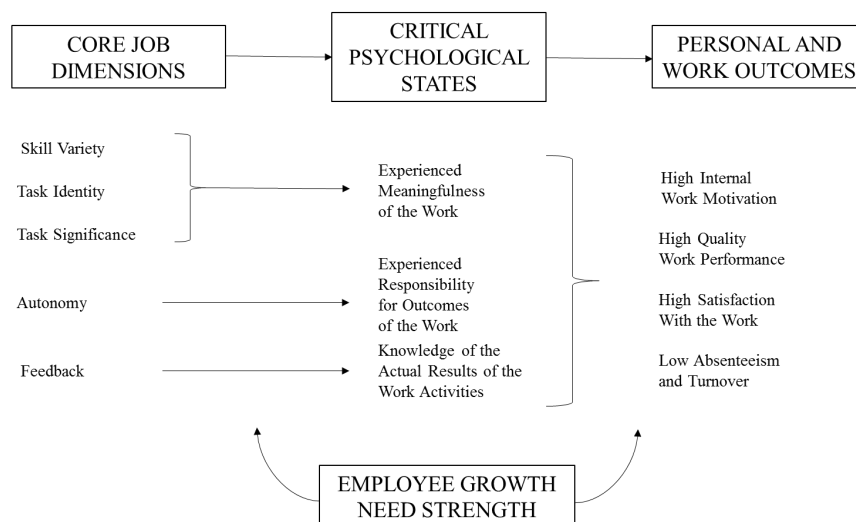 CORE JOB
DIMENSIONS
CRITICAL
PSYCHOLOGICAL
STATES
PERSONAL AND
WORK OUTCOMES
Skill Variety
Task Identity
Task Significance
Autonomy
Feedback
Experienced
Meaningfulness
of the Work
Experienced
Responsibility
for Outcomes
of the Work
Knowledge of the
Actual Results of the
Work Activities
High Internal
Work Motivation
High Quality
Work Performance
High Satisfaction
With the Work
Low Absenteeism
and Turnover
EMPLOYEE GROWTH
NEED STRENGTH